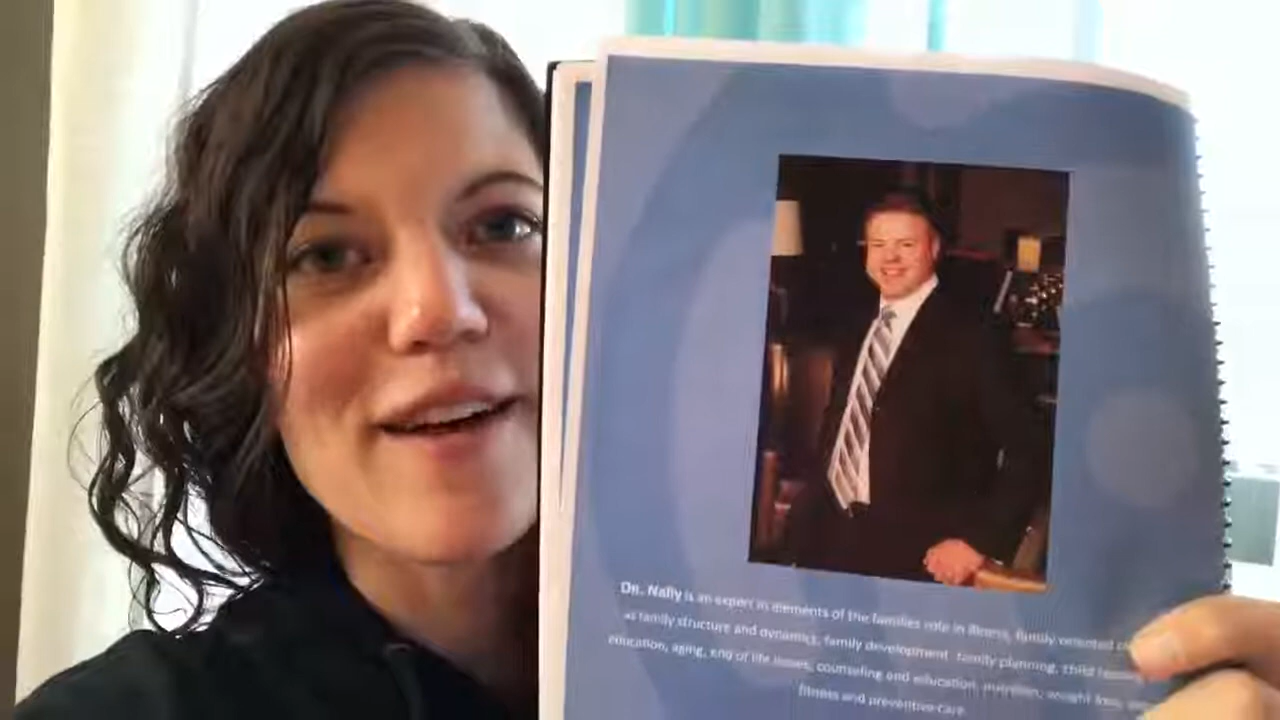 Dr. Nally is an expert in elements of the families role in illness, family oriented
as family structure and dynamics, family development, family planning, child
education, aging, end of life issues, counseling and education, nutrition, weight loss,
fitness and preventive care.